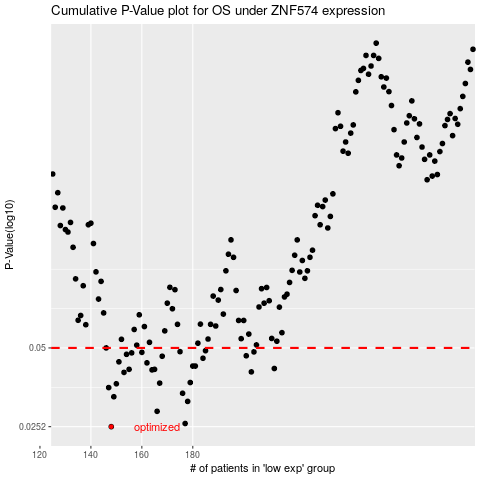 Cumulative P-Value plot for OS under ZNF574 expression
P-Value(log10)
0.05
0.0252
optimized
120 140 160 180
# of patients in 'low exp' group